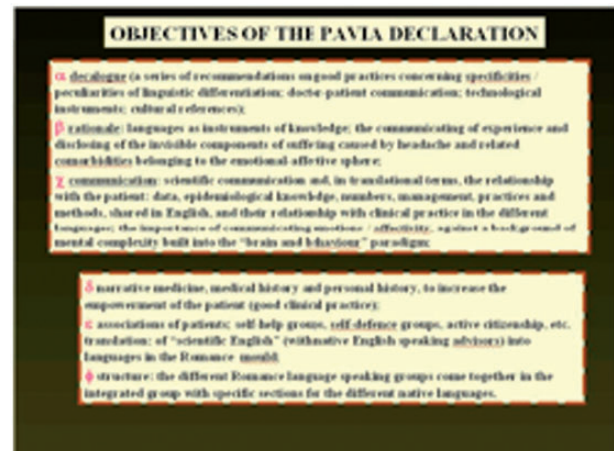 OBJECTIVES OF THE PAVIA DECLARATION
α decalogue (a series of recommendations on good practices concerning specificities /
peculiarities of linguistic differentiation; doctor-patient communication; technological
instruments; cultural references);
β rationale: languages as instruments of knowledge; the communicating of experience and
disclosing of the invisible components of suffering caused by headache and related
comorbidities belonging to the emotional-affective sphere;
χ communication: scientific communication and, in translational terms, the relationship
with the patient: data, epidemiological knowledge, numbers, management, practices and
methods, shared in English, and their relationship with clinical practice in the different
languages; the importance of communicating emotions / affectivity, against a background of
mental complexity built into the "brain and behaviour" paradigm;
δ narrative medicine, medical history and personal history, to increase the
empowerment of the patient (good clinical practice);
ε associations of patients; self help groups, self-defence groups, active citizenship, etc.
translation: of "scientific English" (with native English speaking advisors) into
languages in the Romance mould;
ϕ structure: the different Romance language speaking groups come together in the
integrated group with specific sections for the different native languages.